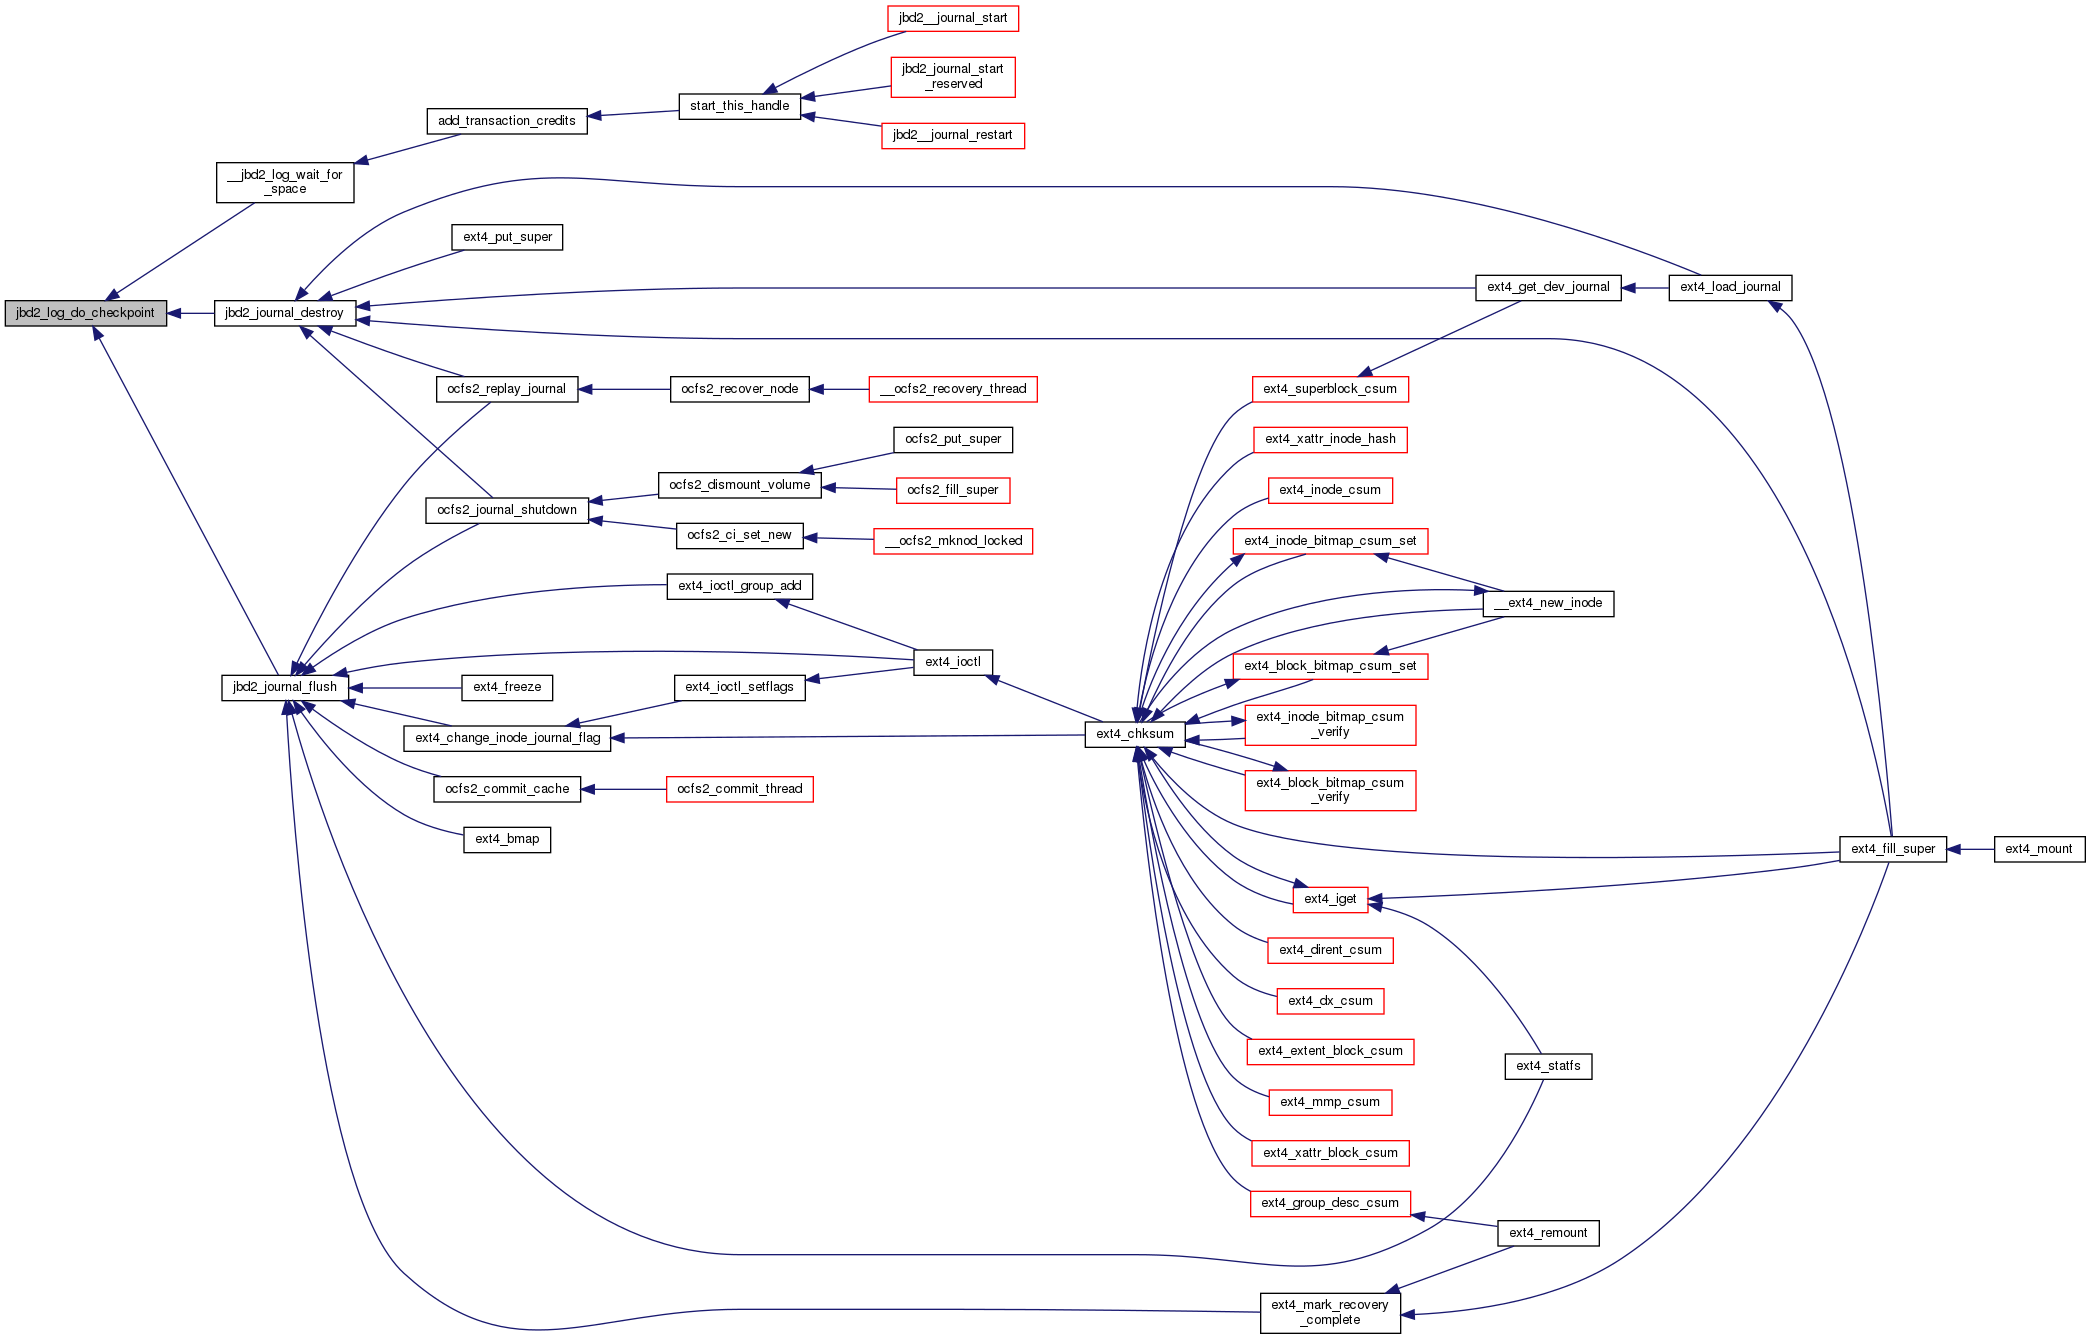 jbd2__journal_start
jbd2_journal_start
_reserved
start_this_handle
add_transaction_credits
jbd2__journal_restart
__jbd2_log_wait_for
_space
ext4_put_super
ext4_get_dev_journal
ext4_load_journal
jbd2_log_do_checkpoint
jbd2_journal_destroy
ocfs2_replay_journal
ocfs2_recover_node
__ocfs2_recovery_thread
ext4_superblock_csum
ocfs2_put_super
ext4_xattr_inode_hash
ocfs2_dismount_volume
ocfs2_fill_super
ext4_inode_csum
ocfs2_journal_shutdown
ocfs2_ci_set_new
__ocfs2_mknod_locked
ext4_inode_bitmap_csum_set
ext4_ioctl_group_add
__ext4_new_inode
ext4_ioctl
ext4_block_bitmap_csum_set
jbd2_journal_flush
ext4_freeze
ext4_ioctl_setflags
ext4_inode_bitmap_csum
_verify
ext4_change_inode_journal_flag
ext4_chksum
ocfs2_commit_cache
ocfs2_commit_thread
ext4_block_bitmap_csum
_verify
ext4_bmap
ext4_fill_super
ext4_mount
ext4_iget
ext4_dirent_csum
ext4_dx_csum
ext4_extent_block_csum
ext4_statfs
ext4_mmp_csum
ext4_xattr_block_csum
ext4_group_desc_csum
ext4_remount
ext4_mark_recovery
_complete